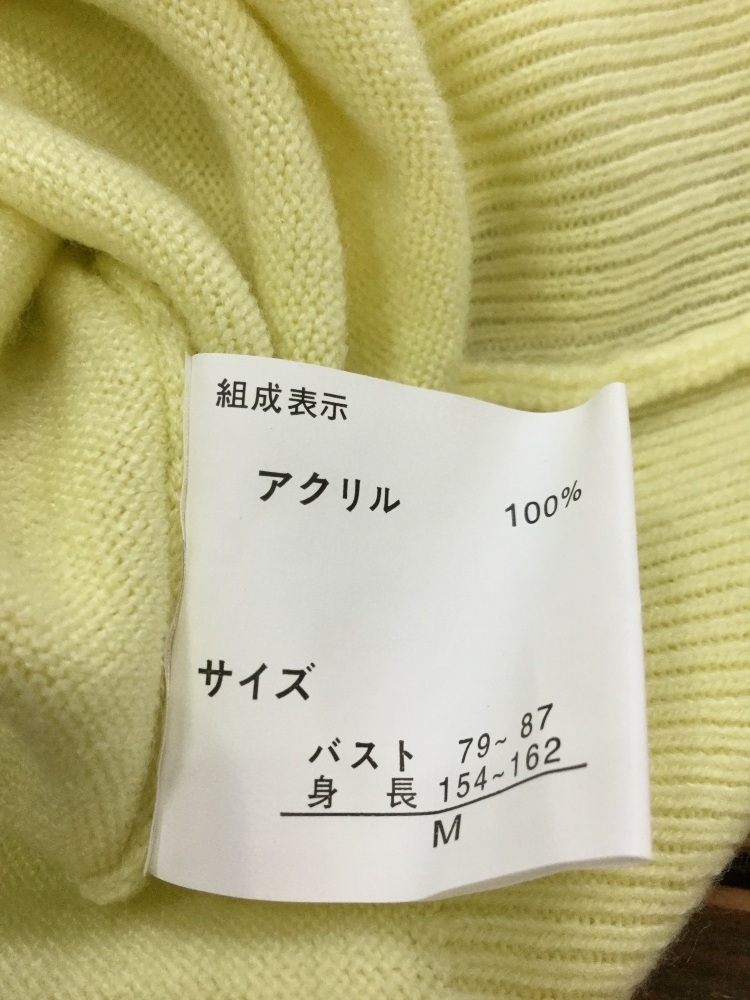 組成表示
アクリル 100%
サイズ
バスト 79~87
身長 154~162
M